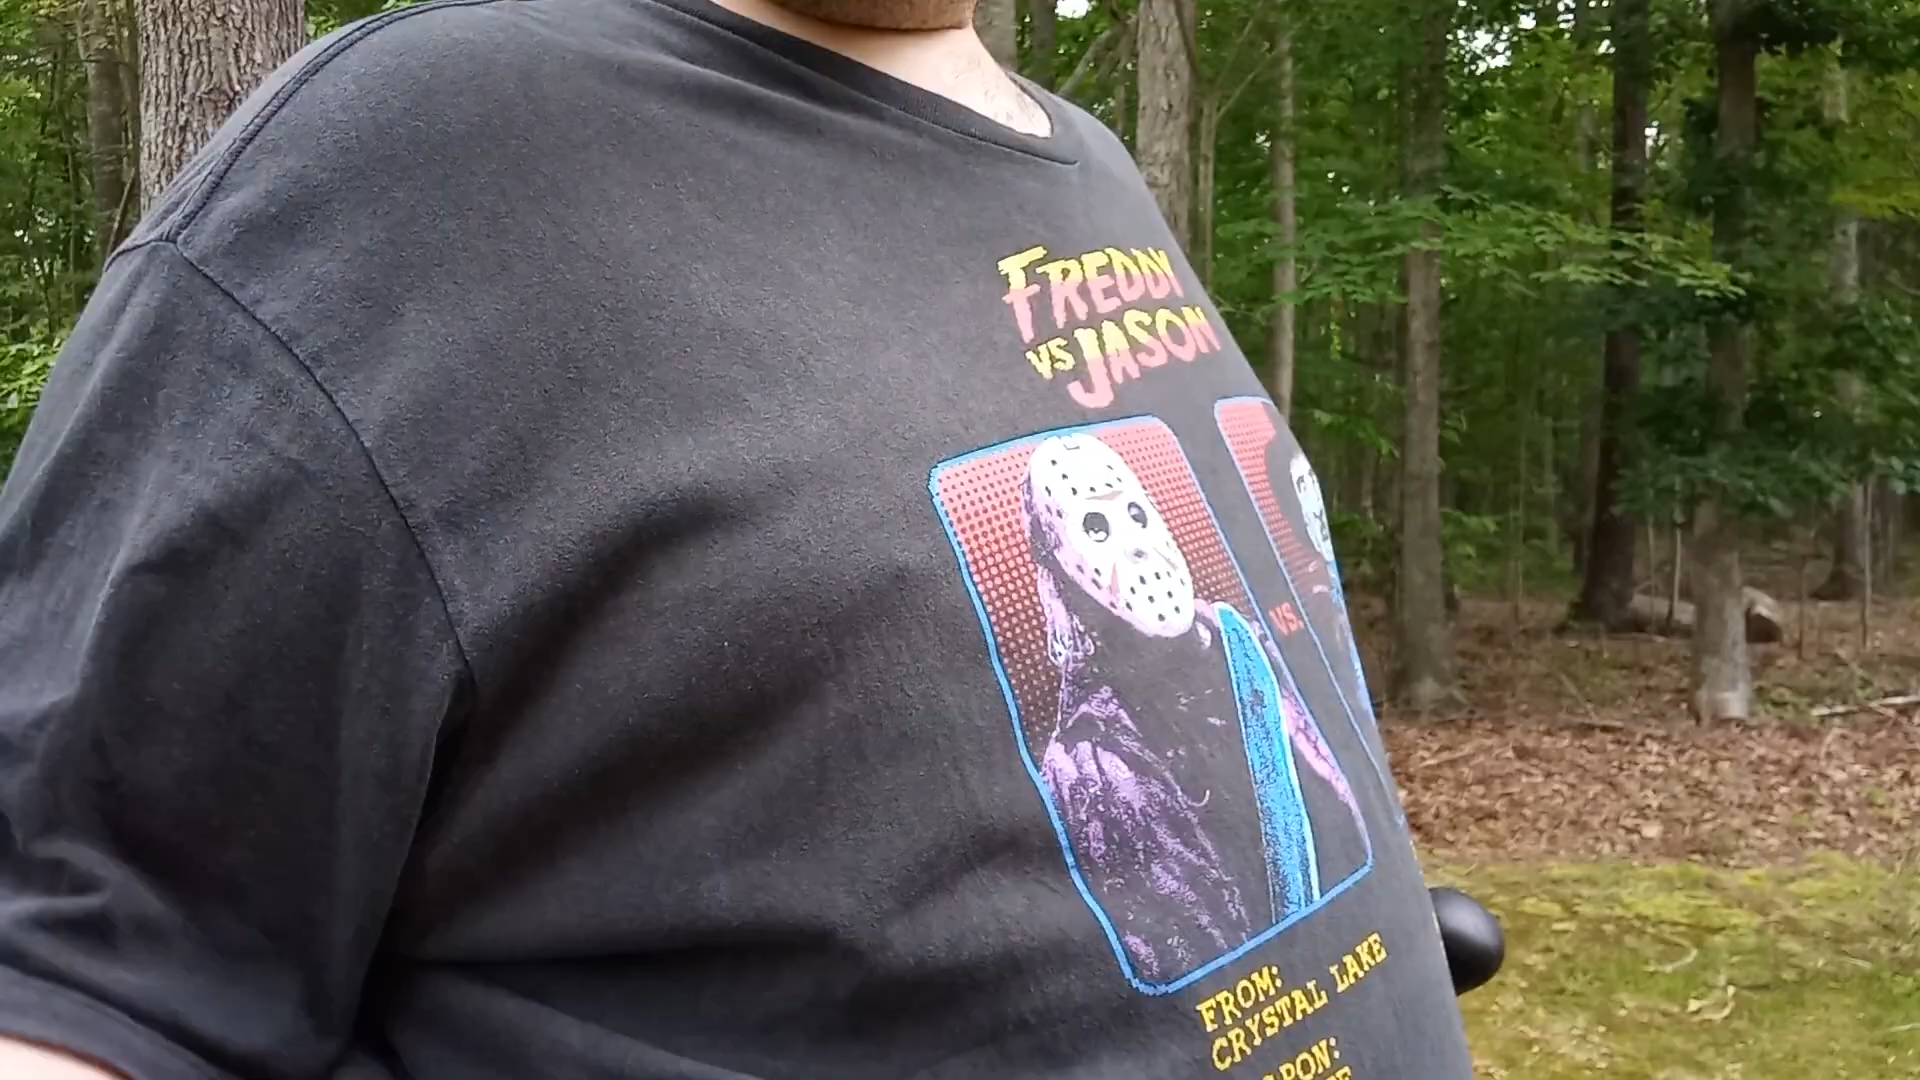 FREDDY
VS JASON
VS.
FROM:
CRYSTAL LAKE